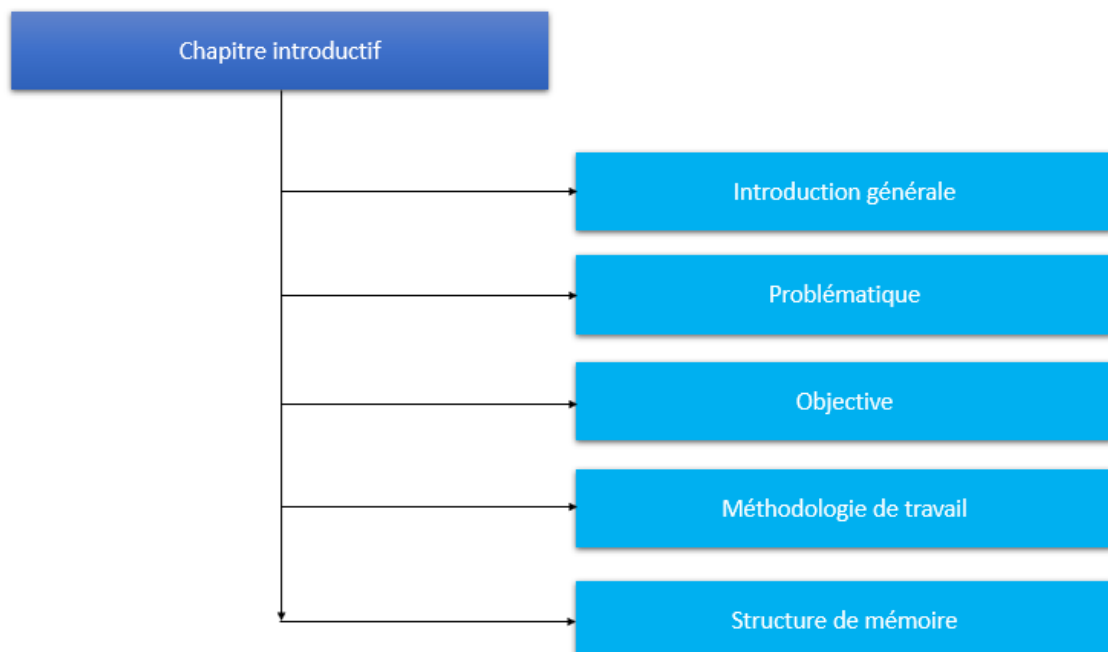 Chapitre introductif
Introduction générale
Problématique
Objective
Méthodologie de travail
Structure de mémoire